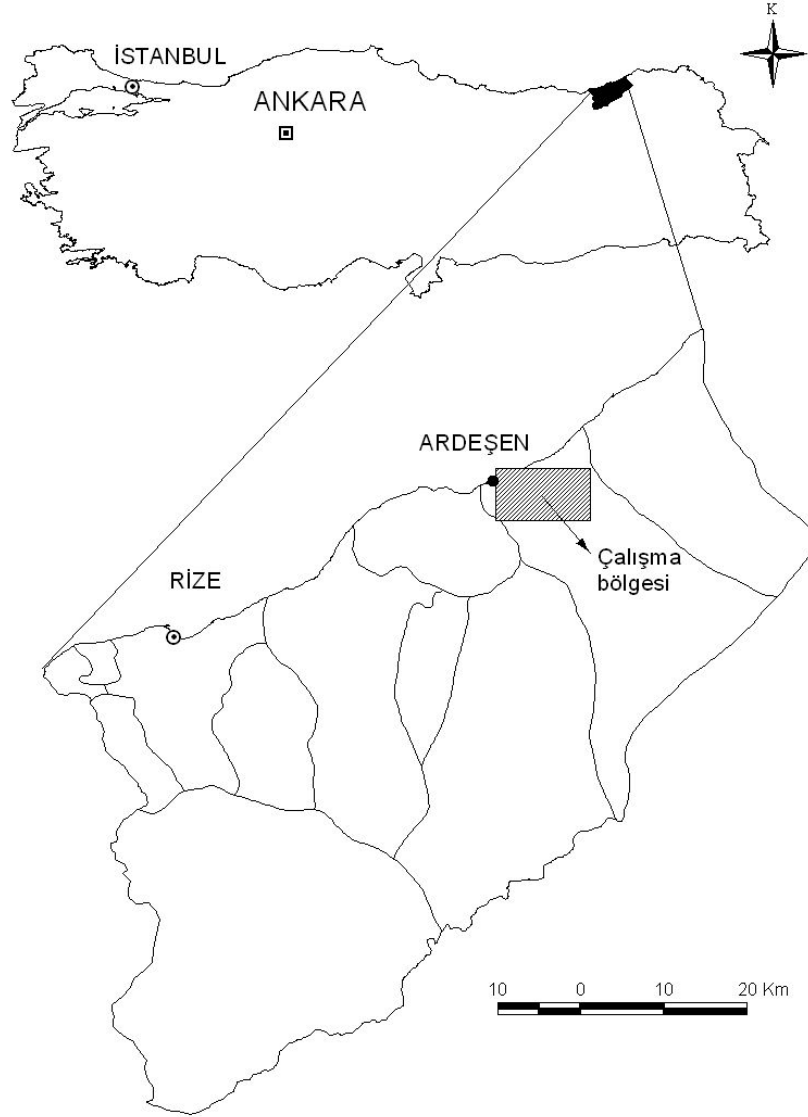 K
İSTANBUL
ANKARA
ARDEŞEN
Çalışma
bölgesi
RİZE
10 0 10 20 Km